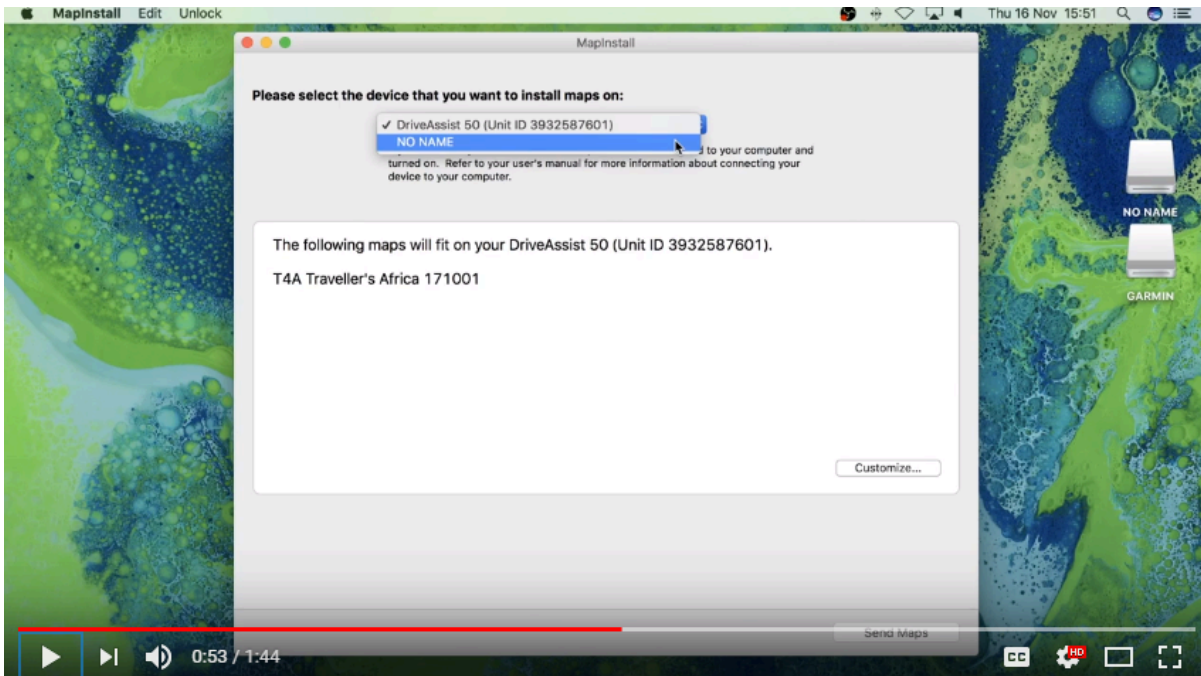 MapInstall Edit Unlock
Thu 16 Nov 15:51
MapInstall
Please select the device that you want to install maps on:
✓ DriveAssist 50 (Unit ID 3932587601)
NO NAME
to your computer and
turned on. Refer to your user's manual for more information about connecting your
device to your computer.
The following maps will fit on your DriveAssist 50 (Unit ID 3932587601).
T4A Traveller's Africa 171001
Customize...
NO NAME
GARMIN
Send Maps
0:53 / 1:44
CC
HD